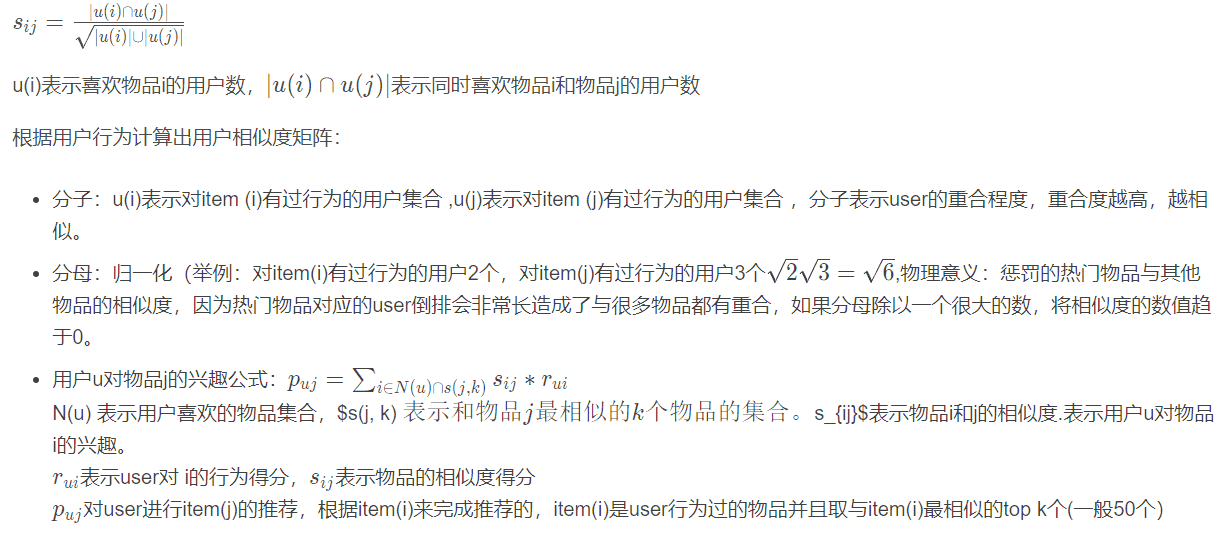 s_{ij} = \frac{|u(i)∩u(j)|}{\sqrt{|u(i)|∪|u(j)|}}
u(i)表示喜欢物品i的用户数，|u(i) ∩ u(j)|表示同时喜欢物品i和物品j的用户数
根据用户行为计算出用户相似度矩阵：
• 分子：u(i)表示对item (i)有过行为的用户集合 ,u(j)表示对item (j)有过行为的用户集合 ，分子表示user的重合程度，重合度越高，越相
似。
• 分母：归一化（举例：对item(i)有过行为的用户2个，对item(j)有过行为的用户3个√2√3 = √6,物理意义：惩罚的热门物品与其他
物品的相似度，因为热门物品对应的user倒排会非常长造成了与很多物品都有重合，如果分母除以一个很大的数，将相似度的数值趋
于0。
• 用户u对物品j的兴趣公式：p_{uj} = ∑_{i∈N(u)∩s(j,k)} s_{ij} * r_{ui}
N(u) 表示用户喜欢的物品集合，$s(j, k) 表示和物品j最相似的k个物品的集合。s_{ij}$表示物品i和j的相似度.表示用户u对物品
i的兴趣。
r_{ui}表示user对 i的行为得分，s_{ij}表示物品的相似度得分
p_{uj}对user进行item(j)的推荐，根据item(i)来完成推荐的，item(i)是user行为过的物品并且取与item(i)最相似的top k个(一般50个)